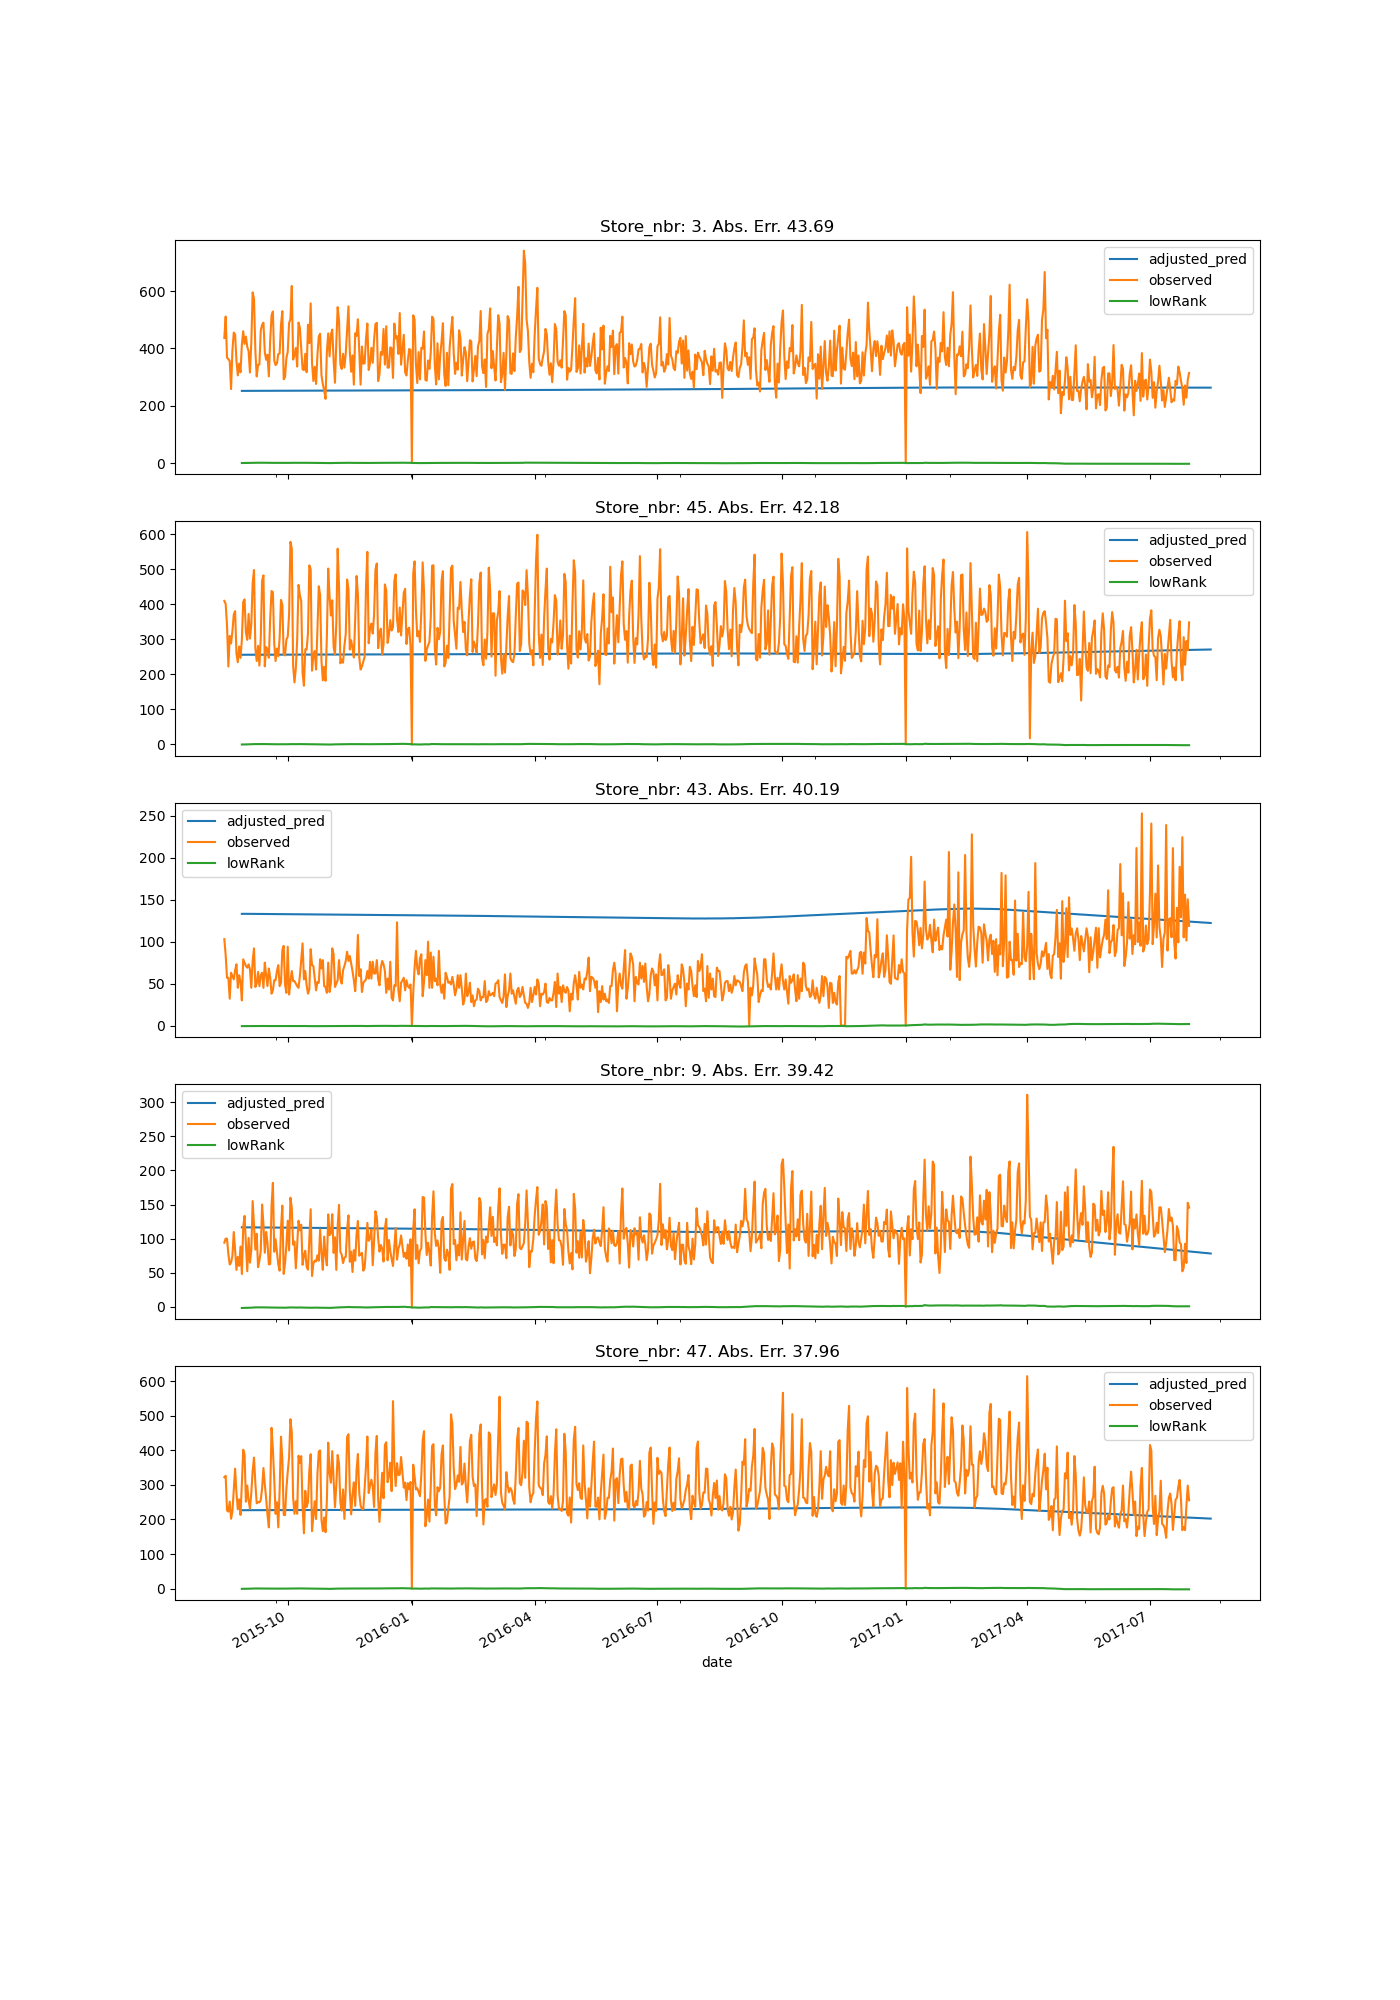 Store_nbr: 3. Abs. Err. 43.69
600
400
200
0
adjusted_pred
observed
lowRank
Store_nbr: 45. Abs. Err. 42.18
600
500
400
300
200
100
0
adjusted_pred
observed
lowRank
Store_nbr: 43. Abs. Err. 40.19
250
200
150
100
50
0
adjusted_pred
observed
lowRank
Store_nbr: 9. Abs. Err. 39.42
300
250
200
150
100
50
0
adjusted_pred
observed
lowRank
Store_nbr: 47. Abs. Err. 37.96
600
500
400
300
200
100
0
adjusted_pred
observed
lowRank
2015-10
2016-01
2016-04
2016-07
2016-10
2017-01
2017-04
2017-07
date